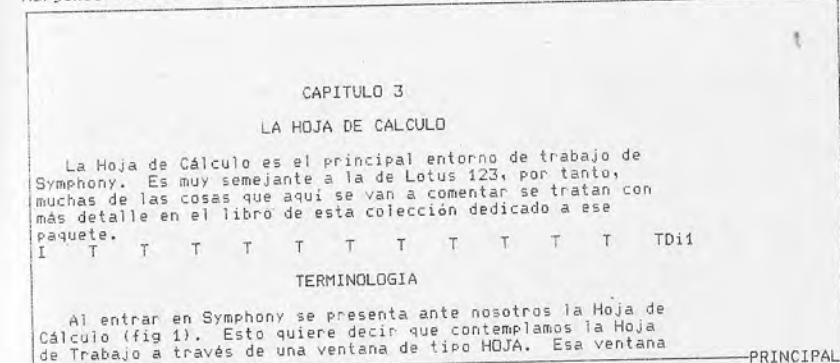 CAPITULO 3
LA HOJA DE CALCULO
La Hoja de Cálculo es el principal entorno de trabajo de
Symphony. Es muy semejante a la de Lotus 123, por tanto,
muchas de las cosas que aquí se van a comentar se tratan con
más detalle en el libro de esta colección dedicado a ese
paquete.
I T T T T T T T T T T T TDi1
TERMINOLOGIA
Al entrar en Symphony se presenta ante nosotros la Hoja de
Cálculo (fig 1). Esto quiere decir que contemplamos la Hoja
de Trabajo a través de una ventana de tipo HOJA. Esa ventana
PRINCIPAL